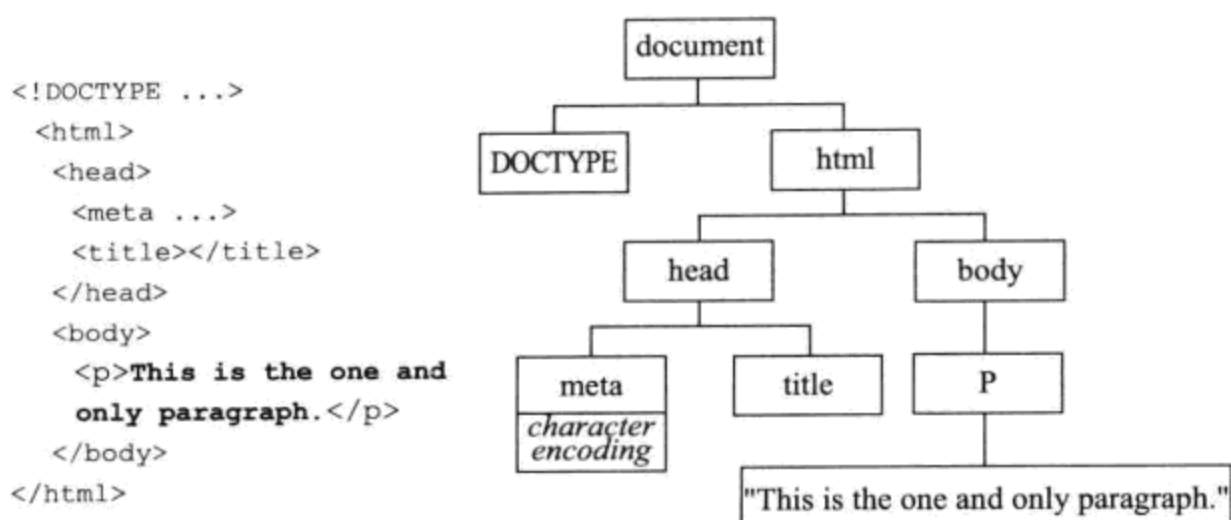 <!DOCTYPE ...>
<html>
<head>
<meta ...>
<title></title>
</head>
<body>
<p>This is the one and
only paragraph.</p>
</body>
</html>
document
DOCTYPE
html
head
body
meta
character
encoding
title
P
"This is the one and only paragraph."